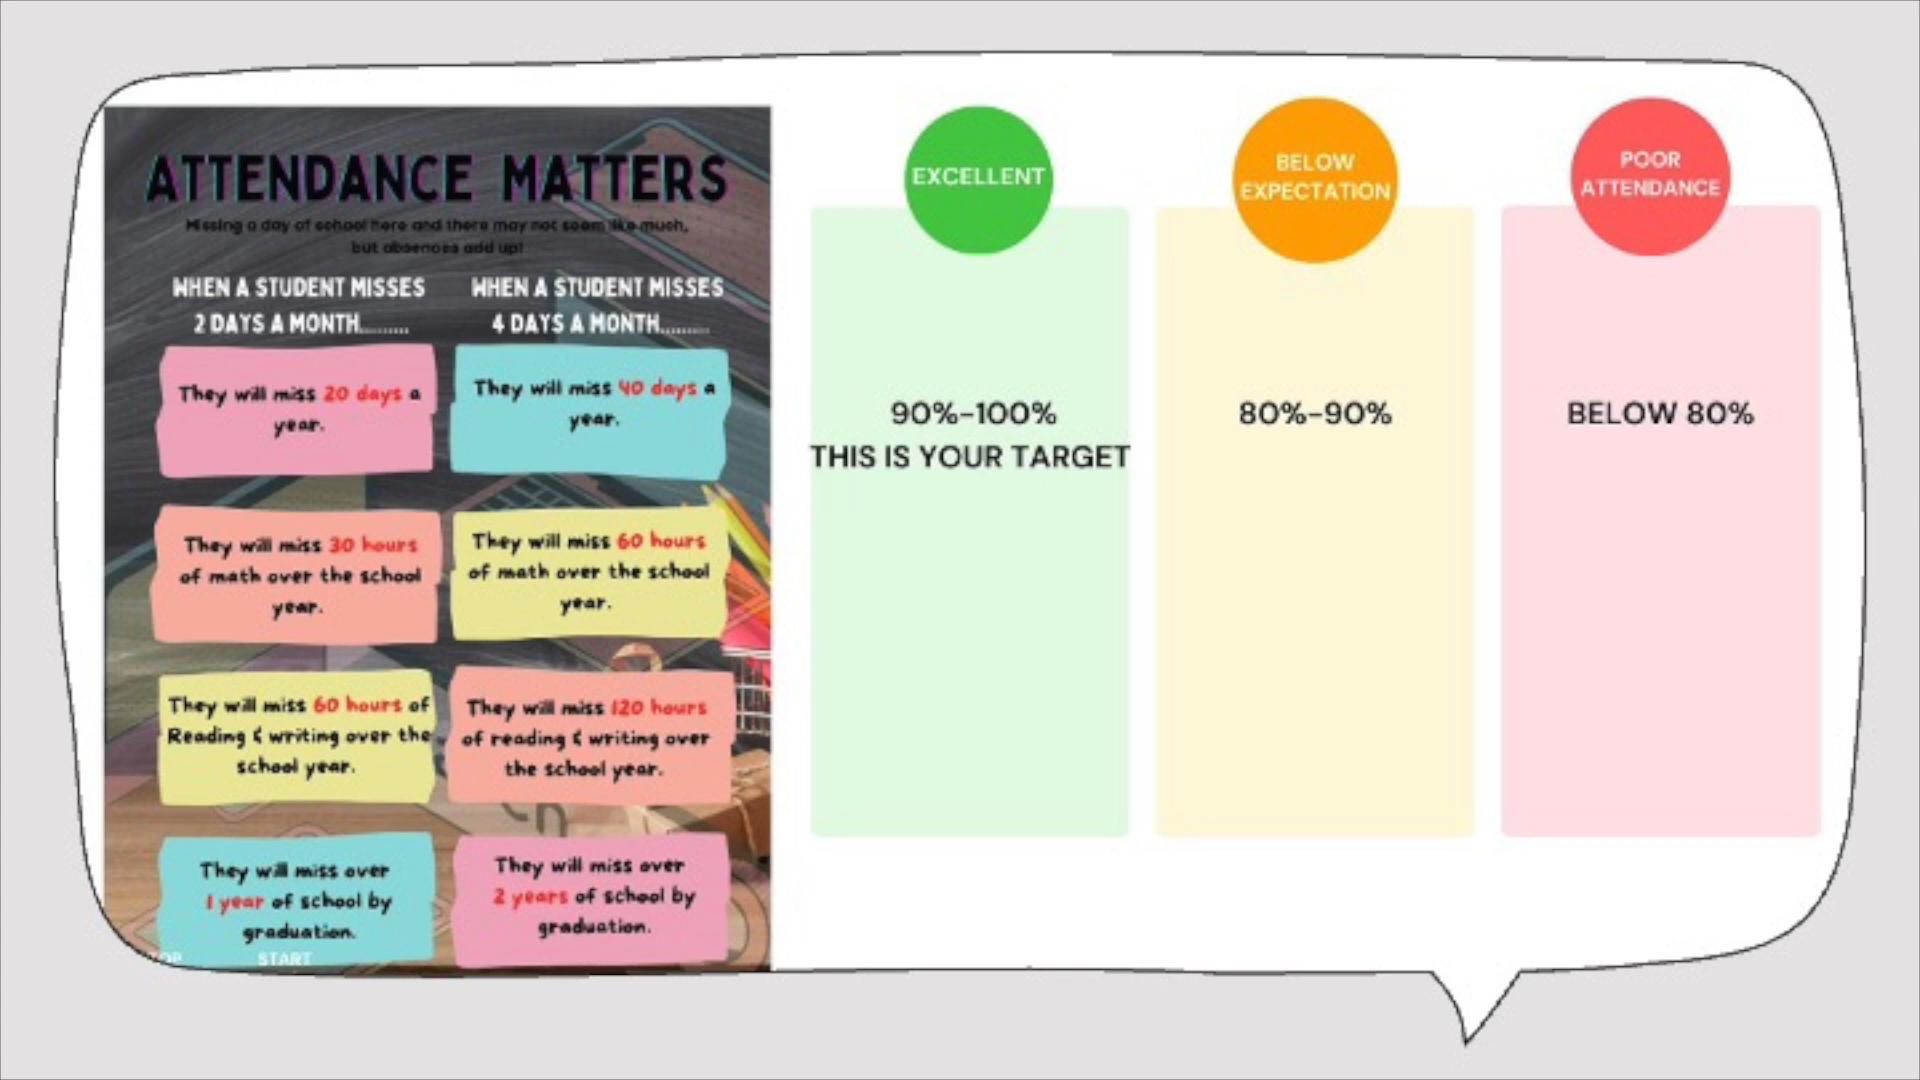 ATTENDANCE MATTERS
Missing a day of school here and there may not seem like much,
but absences add up!
WHEN A STUDENT MISSES
2 DAYS A MONTH.........
WHEN A STUDENT MISSES
4 DAYS A MONTH.........
They will miss 20 days a
year.
They will miss 40 days a
year.
They will miss 30 hours
of math over the school
year.
They will miss 60 hours
of math over the school
year.
They will miss 60 hours of
Reading & writing over the
school year.
They will miss 120 hours
of reading & writing over
the school year.
They will miss over
1 year of school by
graduation.
They will miss over
2 years of school by
graduation.
START
EXCELLENT
90%-100%
THIS IS YOUR TARGET
BELOW
EXPECTATION
80%-90%
POOR
ATTENDANCE
BELOW 80%